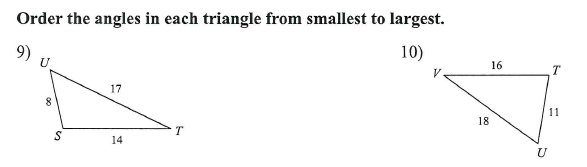 Order the angles in each triangle from smallest to largest.
9) 10)
U 17 8 S 14 T
V 16 T 18 11 U